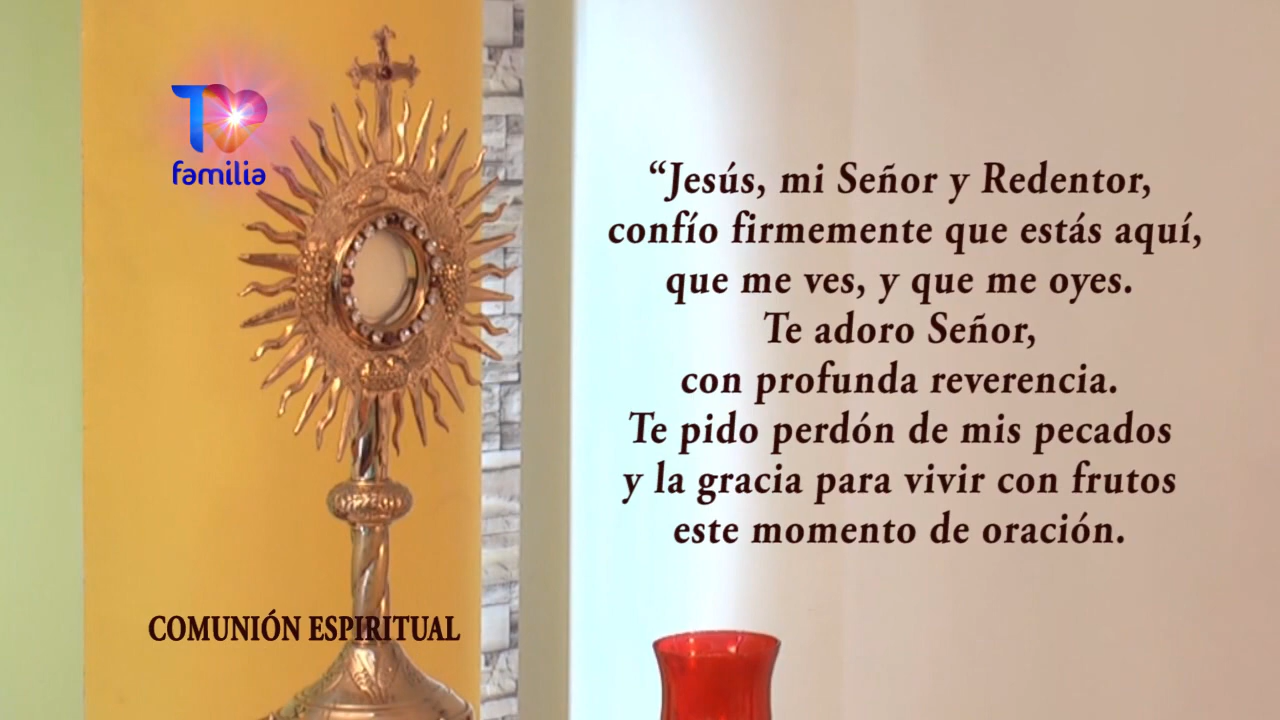 familia
“Jesús, mi Señor y Redentor,
confío firmemente que estás aquí,
que me ves, y que me oyes.
Te adoro Señor,
con profunda reverencia.
Te pido perdón de mis pecados
y la gracia para vivir con frutos
este momento de oración.
COMUNIÓN ESPIRITUAL